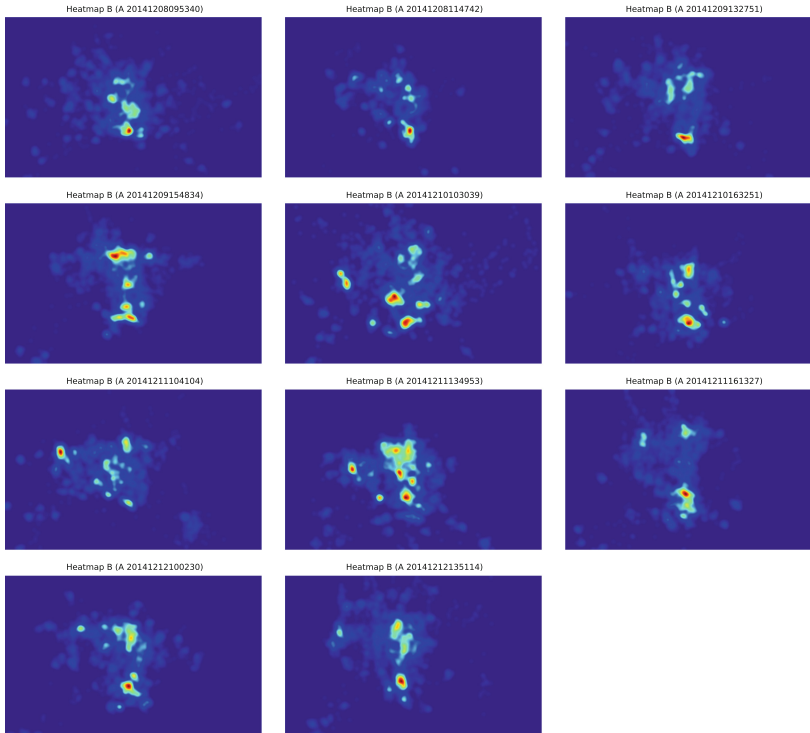 Heatmap B (A 20141208095340)
Heatmap B (A 20141208114742)
Heatmap B (A 20141209132751)
Heatmap B (A 20141209154834)
Heatmap B (A 20141210103039)
Heatmap B (A 20141210163251)
Heatmap B (A 20141211104104)
Heatmap B (A 20141211134953)
Heatmap B (A 20141211161327)
Heatmap B (A 20141212100230)
Heatmap B (A 20141212135114)